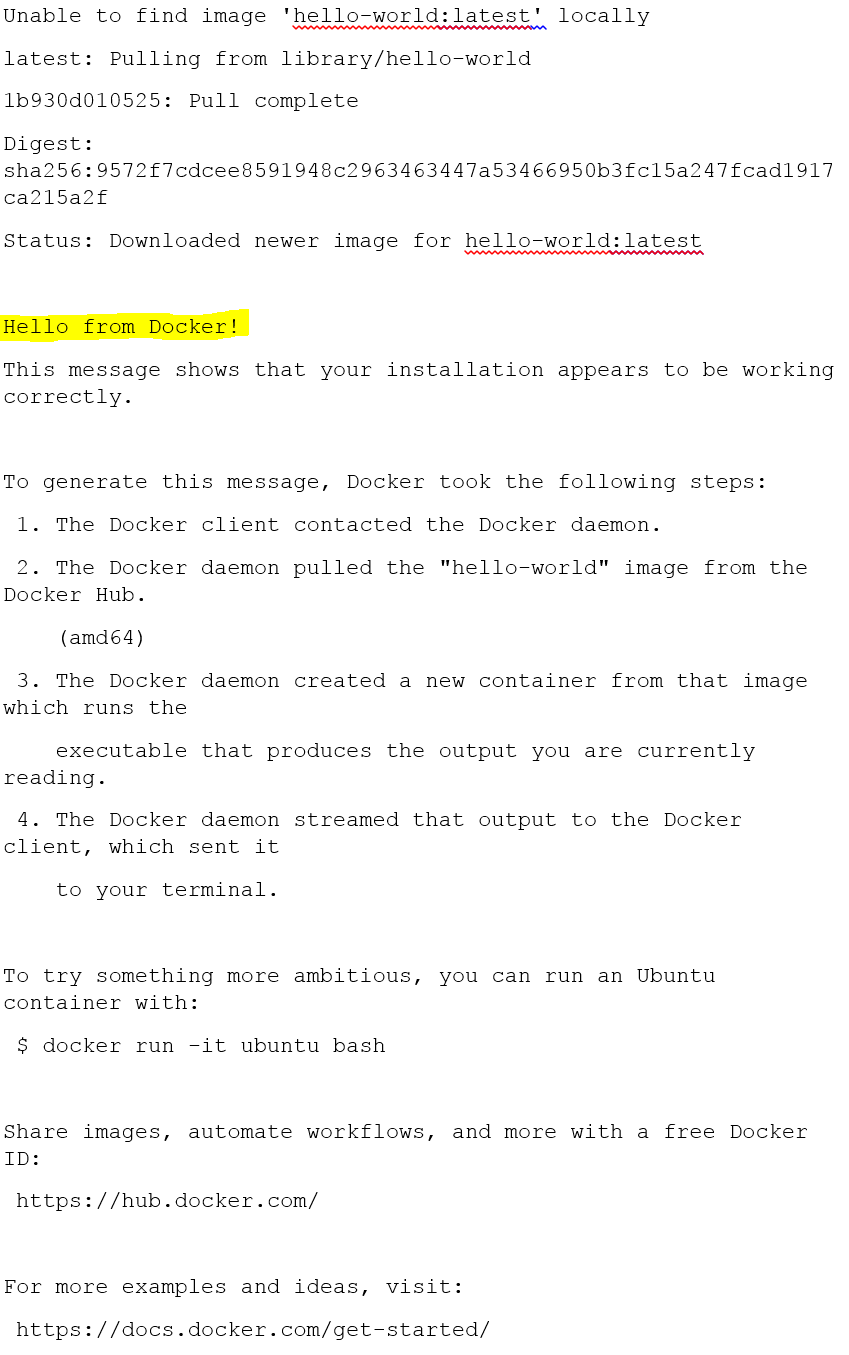 Unable to find image 'hello-world:latest' locally
latest: Pulling from library/hello-world
1b930d010525: Pull complete
Digest:
sha256:9572f7cdcee8591948c2963463447a53466950b3fc15a247fcad1917
ca215a2f
Status: Downloaded newer image for hello-world:latest
Hello from Docker!
This message shows that your installation appears to be working
correctly.
To generate this message, Docker took the following steps:
1. The Docker client contacted the Docker daemon.
2. The Docker daemon pulled the "hello-world" image from the
Docker Hub.
(amd64)
3. The Docker daemon created a new container from that image
which runs the
executable that produces the output you are currently
reading.
4. The Docker daemon streamed that output to the Docker
client, which sent it
to your terminal.
To try something more ambitious, you can run an Ubuntu
container with:
$ docker run -it ubuntu bash
Share images, automate workflows, and more with a free Docker
ID:
https://hub.docker.com/
For more examples and ideas, visit:
https://docs.docker.com/get-started/